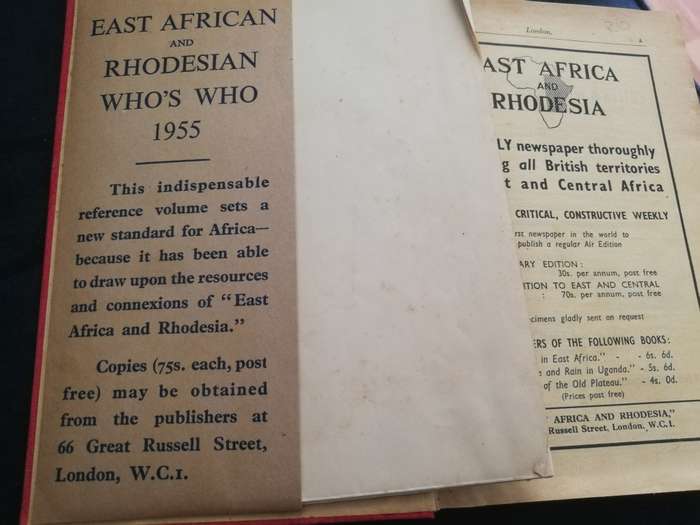 EAST AFRICAN
AND
RHODESIAN
WHO'S WHO
1955
This indispensable
reference volume sets a
new standard for Africa—
because it has been able
to draw upon the resources
and connexions of "East
Africa and Rhodesia."
Copies (75s. each, post
free) may be obtained
from the publishers at
66 Great Russell Street,
London, W.C.1.
London.
AST AFRICA
AND
RHODESIA
LY newspaper thoroughly
g all British territories
t and Central Africa
CRITICAL, CONSTRUCTIVE WEEKLY
rst newspaper in the world to
publish a regular Air Edition
ARY EDITION :
30s. per annum, post free
ITION TO EAST AND CENTRAL
: 70s. per annum, post free
cimens gladly sent on request
ERS OF THE FOLLOWING BOOKS:
in East Africa." - - 6s. 6d.
e and Rain in Uganda." - 5s. 6d.
of the Old Plateau." - 4s. 0d.
(Prices post free)
AFRICA AND RHODESIA,"
Russell Street, London, W.C.1.